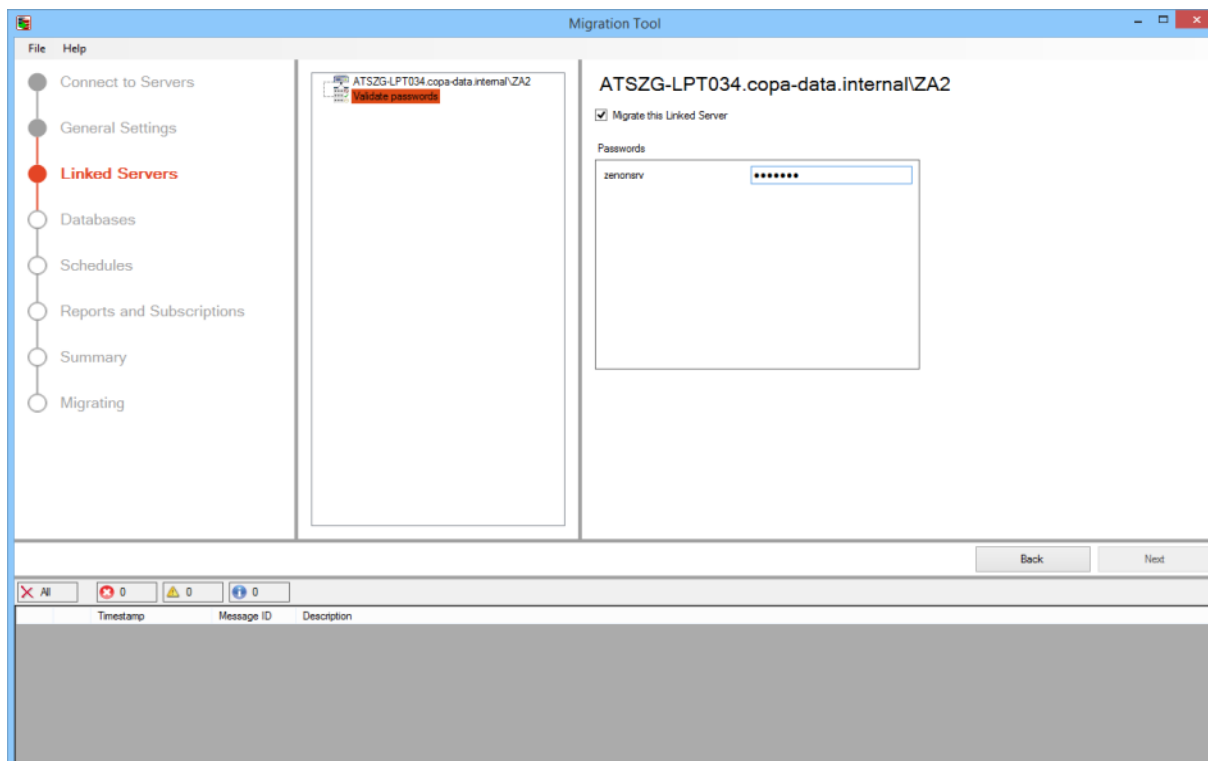 Migration Tool
File Help
Connect to Servers
General Settings
Linked Servers
Databases
Schedules
Reports and Subscriptions
Summary
Migrating
ATSZG-LPT034.copa-data.internal\ZA2
Validate passwords
ATSZG-LPT034.copa-data.internal\ZA2
Migrate this Linked Server
Passwords
zenonsrv •••••••
Back Next
All 0 0 0
Timestamp Message ID Description